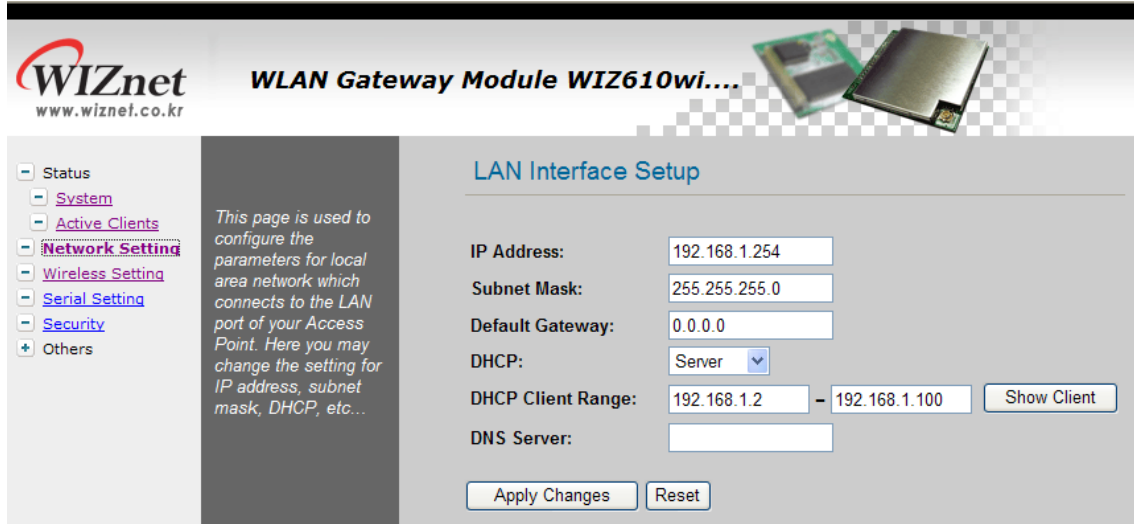 WIZnet
www.wiznet.co.kr
WLAN Gateway Module WIZ610wi....
Status
System
Active Clients
Network Setting
Wireless Setting
Serial Setting
Security
Others
This page is used to
configure the
parameters for local
area network which
connects to the LAN
port of your Access
Point. Here you may
change the setting for
IP address, subnet
mask, DHCP, etc...
LAN Interface Setup
IP Address: 192.168.1.254
Subnet Mask: 255.255.255.0
Default Gateway: 0.0.0.0
DHCP: Server
DHCP Client Range: 192.168.1.2 – 192.168.1.100 Show Client
DNS Server:
Apply Changes Reset